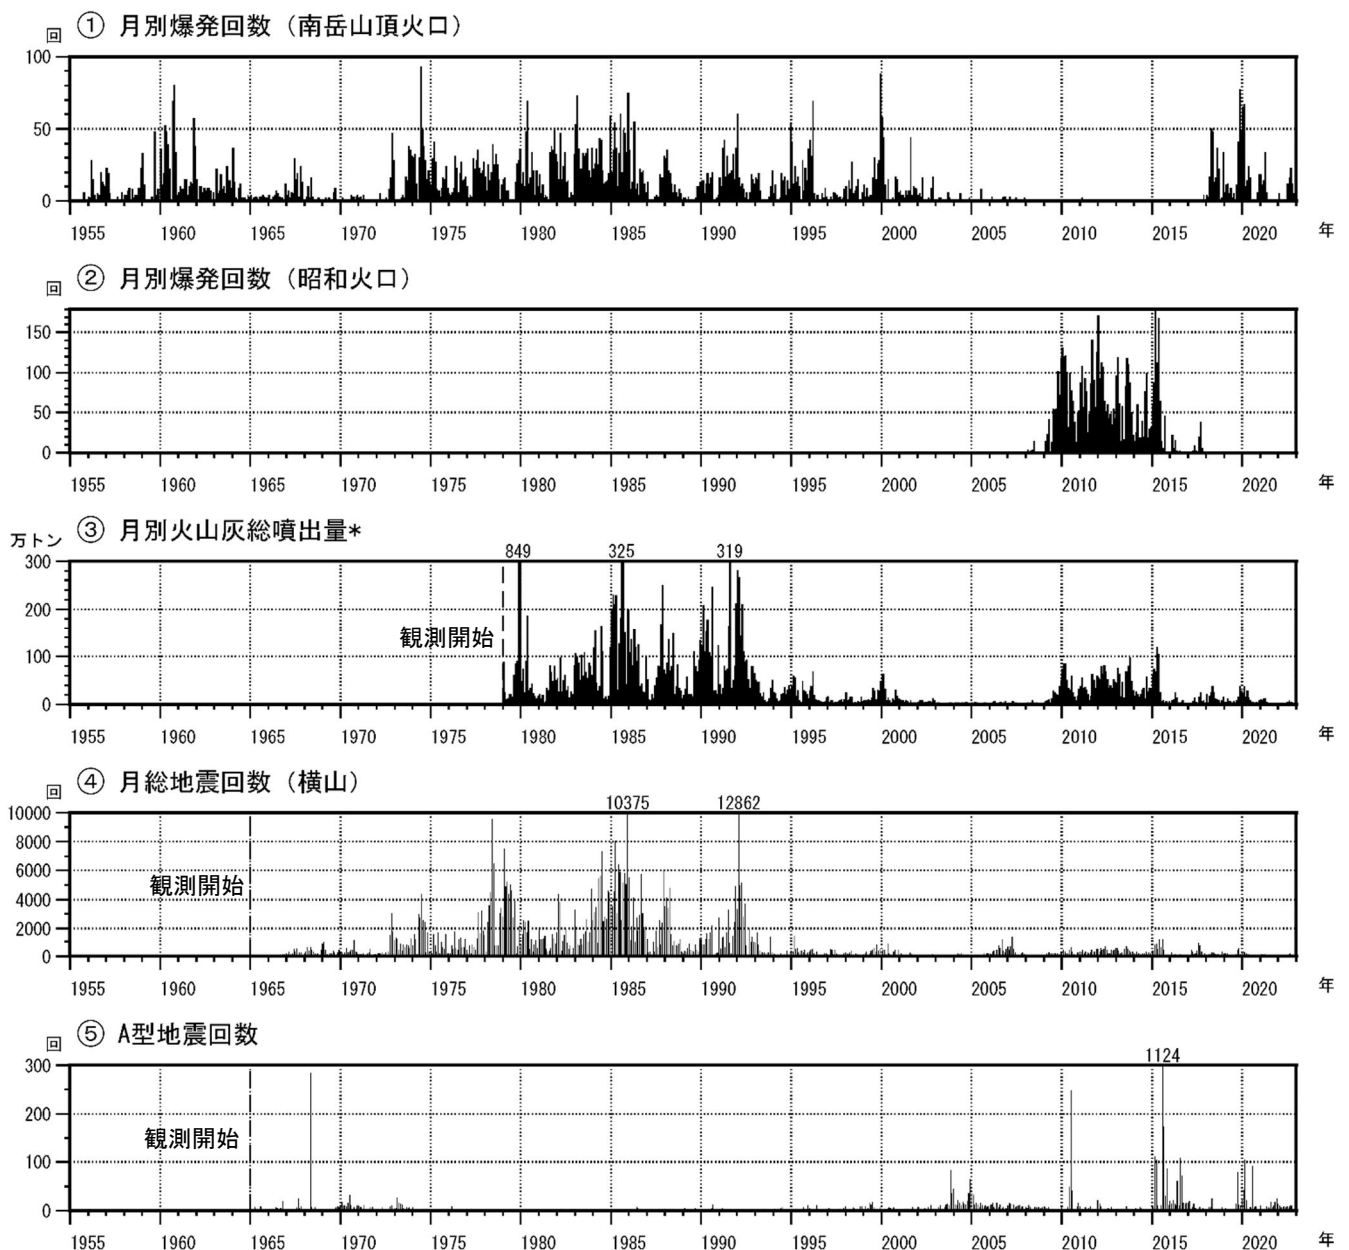 回 ① 月別爆発回数（南岳山頂火口）
100
50
0
1955 1960 1965 1970 1975 1980 1985 1990 1995 2000 2005 2010 2015 2020 年
回 ② 月別爆発回数（昭和火口）
150
100
50
0
1955 1960 1965 1970 1975 1980 1985 1990 1995 2000 2005 2010 2015 2020 年
万トン ③ 月別火山灰総噴出量*
849 325 319
300
200
観測開始
100
0
1955 1960 1965 1970 1975 1980 1985 1990 1995 2000 2005 2010 2015 2020 年
回 ④ 月総地震回数（横山）
10375 12862
10000
8000
6000
観測開始
4000
2000
0
1955 1960 1965 1970 1975 1980 1985 1990 1995 2000 2005 2010 2015 2020 年
回 ⑤ A型地震回数
1124
300
200
観測開始
100
0
1955 1960 1965 1970 1975 1980 1985 1990 1995 2000 2005 2010 2015 2020 年